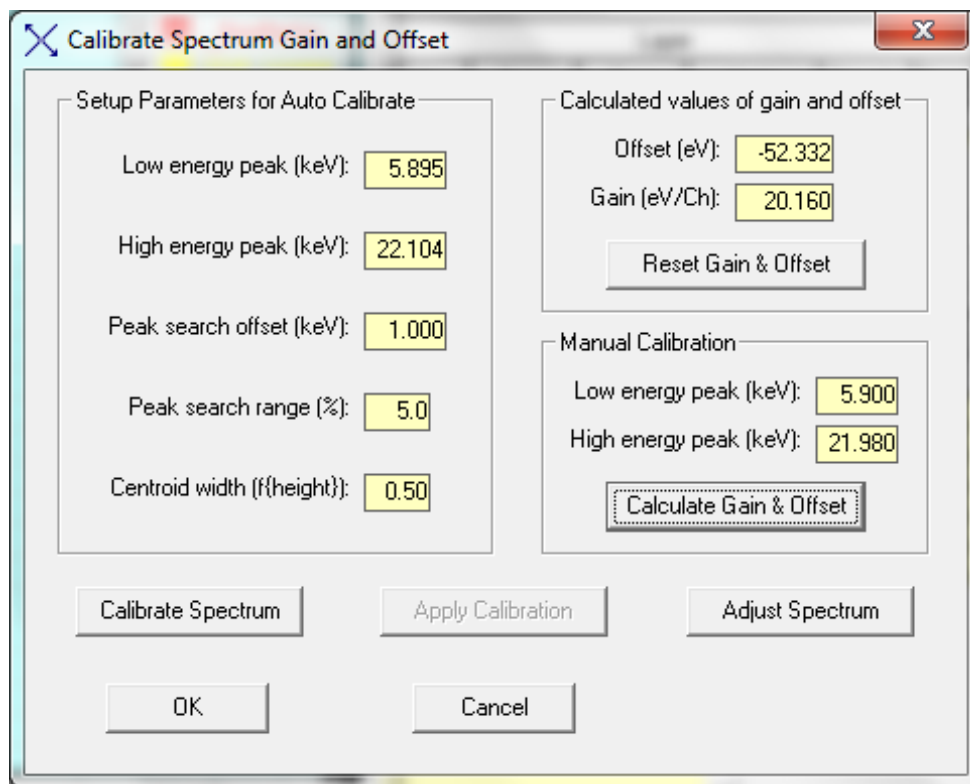 Calibrate Spectrum Gain and Offset
Setup Parameters for Auto Calibrate
Low energy peak (keV): 5.895
High energy peak (keV): 22.104
Peak search offset (keV): 1.000
Peak search range (%): 5.0
Centroid width (f{height}): 0.50
Calculated values of gain and offset
Offset (eV): -52.332
Gain (eV/Ch): 20.160
Reset Gain & Offset
Manual Calibration
Low energy peak (keV): 5.900
High energy peak (keV): 21.980
Calculate Gain & Offset
Calibrate Spectrum
Apply Calibration
Adjust Spectrum
OK
Cancel